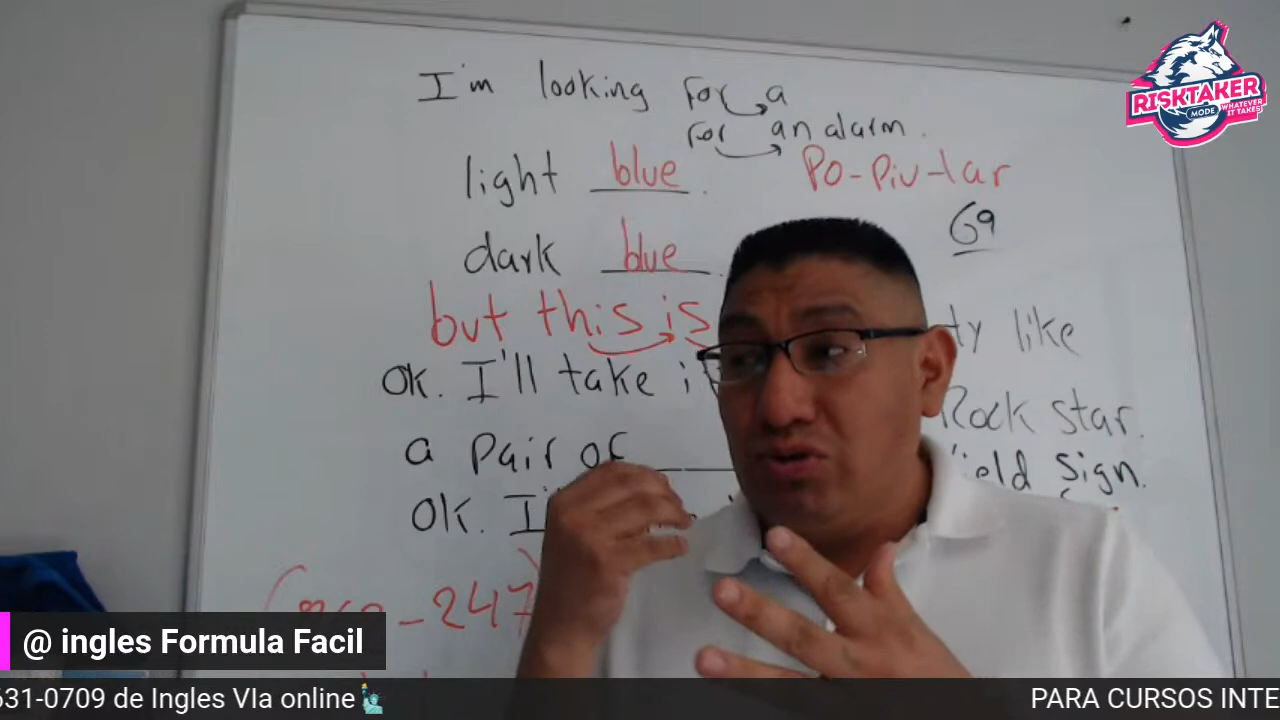 I'm looking for a
for an alarm.
light blue.
Po-Piu-lar
69
dark blue
but this is
ty like
Ok. I'll take
Rock star.
a pair of
ield sign.
Ok.
- 247
RISKTAKER
MODE WHATEVER IT TAKES
@ ingles Formula Facil
631-0709 de Ingles VIa online
PARA CURSOS INTE